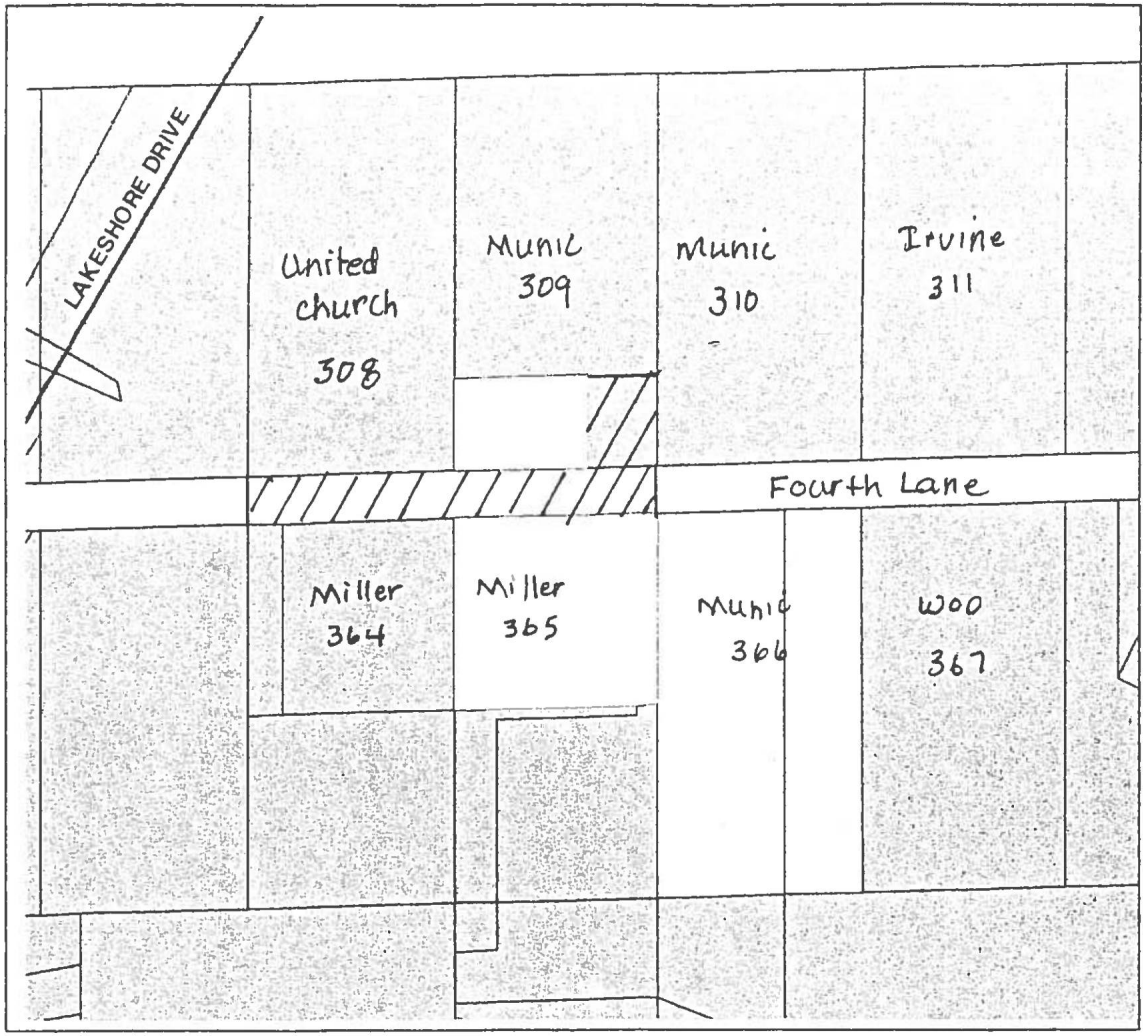 LAKESHORE DRIVE
United
church
308
Munic
309
Munic
310
Irvine
311
Fourth Lane
Miller
364
Miller
365
Munic
366
WOO
367